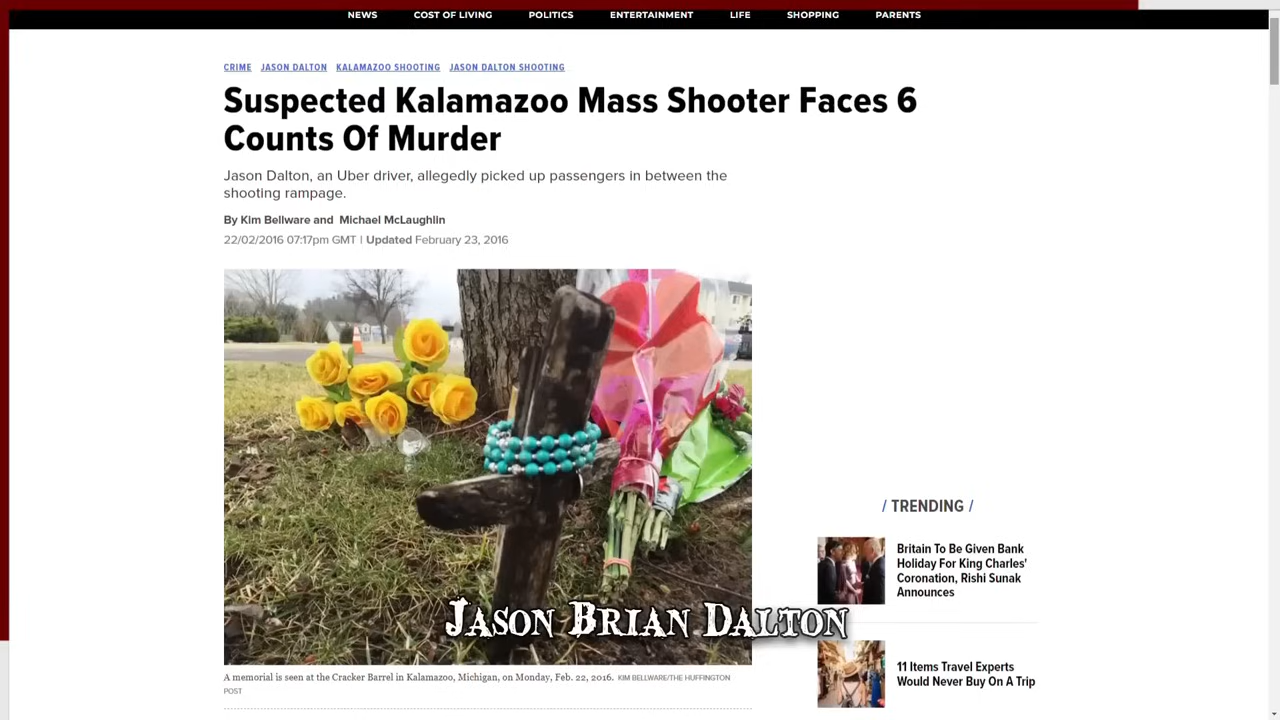 NEWS COST OF LIVING POLITICS ENTERTAINMENT LIFE SHOPPING PARENTS
CRIME JASON DALTON KALAMAZOO SHOOTING JASON DALTON SHOOTING
Suspected Kalamazoo Mass Shooter Faces 6
Counts Of Murder
Jason Dalton, an Uber driver, allegedly picked up passengers in between the
shooting rampage.
By Kim Bellware and Michael McLaughlin
22/02/2016 07:17pm GMT | Updated February 23, 2016
/ TRENDING /
Britain To Be Given Bank
Holiday For King Charles'
Coronation, Rishi Sunak
Announces
JASON BRIAN DALTON
11 Items Travel Experts
Would Never Buy On A Trip
A memorial is seen at the Cracker Barrel in Kalamazoo, Michigan, on Monday, Feb. 22, 2016. KIM BELLWARE/THE HUFFINGTON
POST